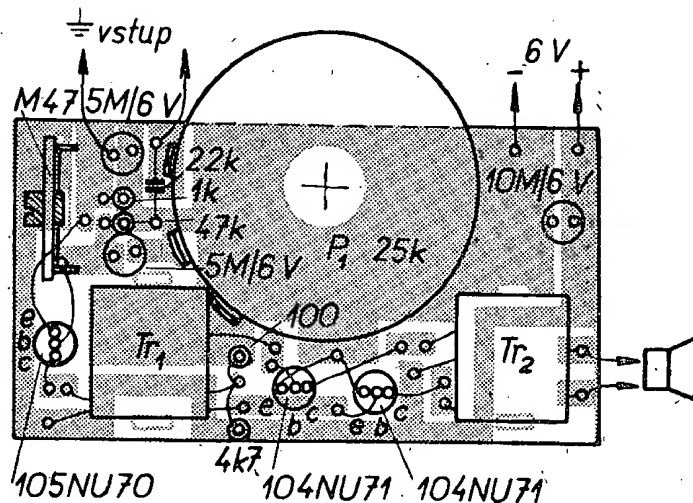 vstup
6 V
- +
M47 5M/6 V
22k
1k
10M/6 V
47k
P₁ 25k
5M/6 V
100
e
b
c
Tr₁
Tr₂
e b c
e b c
4k7
105NU70
104NU71
104NU71